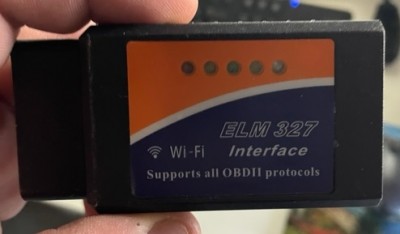 ELM 327
Wi-Fi Interface
Supports all OBDII protocols